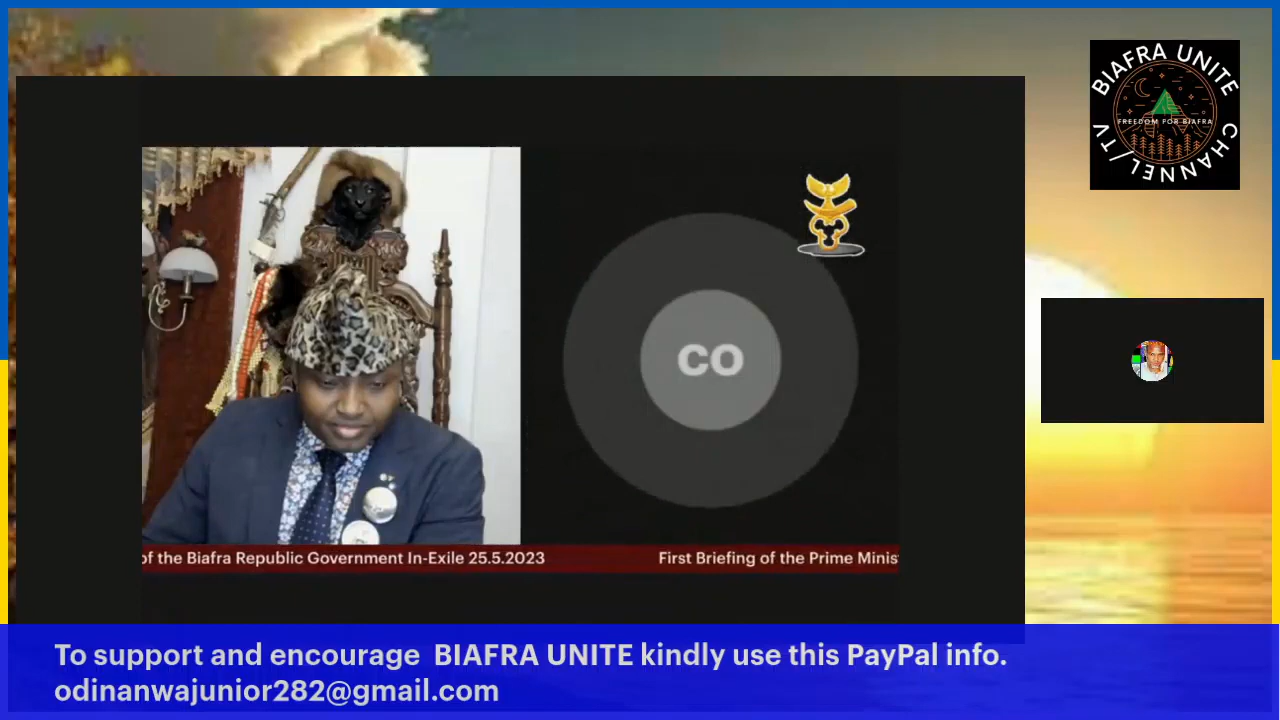 BIAFRA UNITE
FREEDOM FOR BIAFRA
CHANNEL/TV
CO
of the Biafra Republic Government In-Exile 25.5.2023
First Briefing of the Prime Minis
To support and encourage BIAFRA UNITE kindly use this PayPal info.
odinanwajunior282@gmail.com